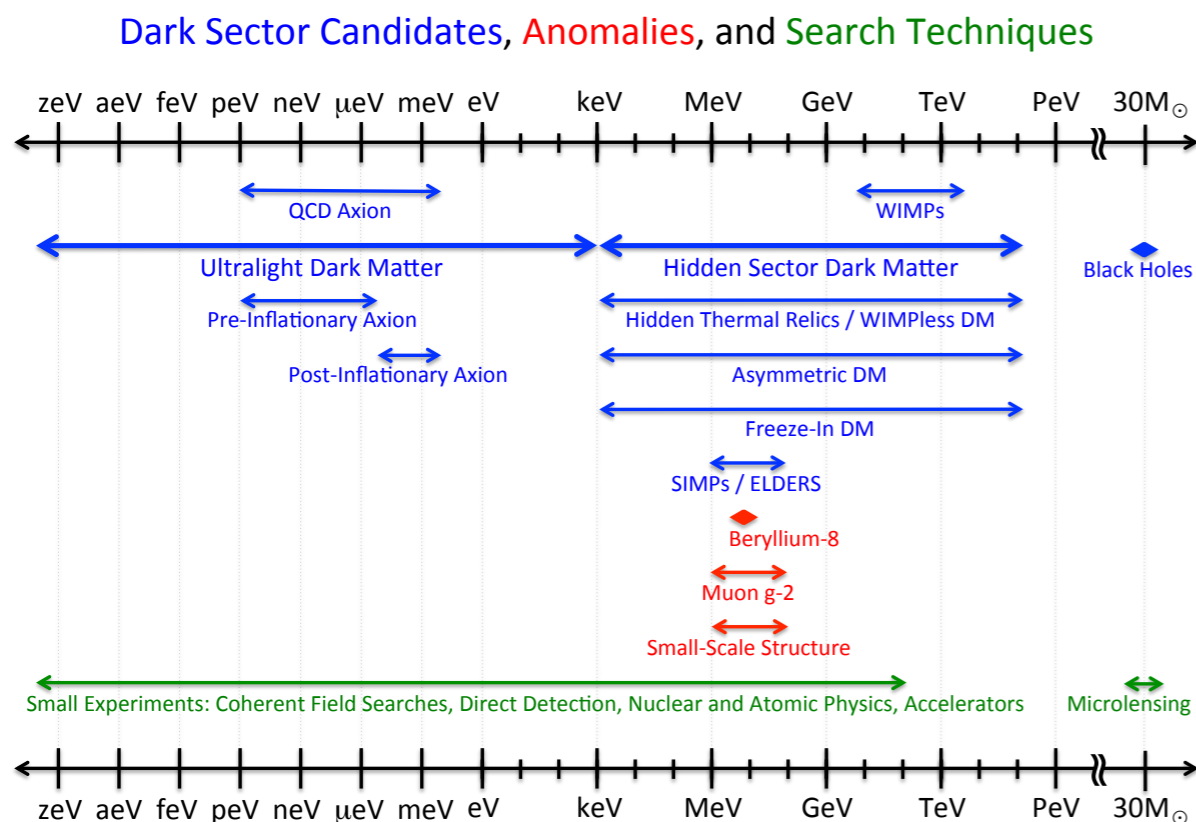 Dark Sector Candidates, Anomalies, and Search Techniques
zeV aeV feV peV neV μeV meV eV keV MeV GeV TeV PeV 30M☉
QCD Axion WIMPs
Ultralight Dark Matter Hidden Sector Dark Matter Black Holes
Pre-Inflationary Axion Hidden Thermal Relics / WIMPless DM
Post-Inflationary Axion Asymmetric DM
Freeze-In DM
SIMPs / ELDERS
Beryllium-8
Muon g-2
Small-Scale Structure
Small Experiments: Coherent Field Searches, Direct Detection, Nuclear and Atomic Physics, Accelerators Microlensing
zeV aeV feV peV neV μeV meV eV keV MeV GeV TeV PeV 30M☉